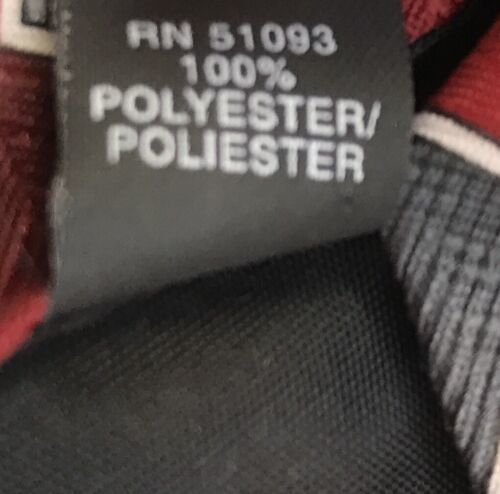 RN 51093
100%
POLYESTER/
POLIESTER